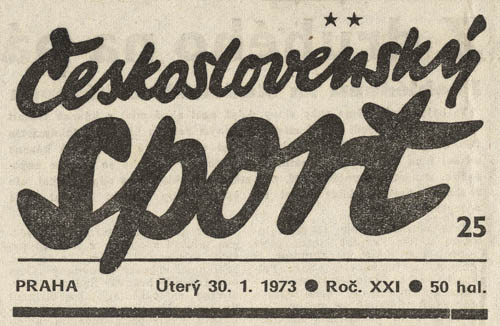 ★★
Československý
sport
25
PRAHA Úterý 30. 1. 1973 ● Roč. XXI ● 50 hal.